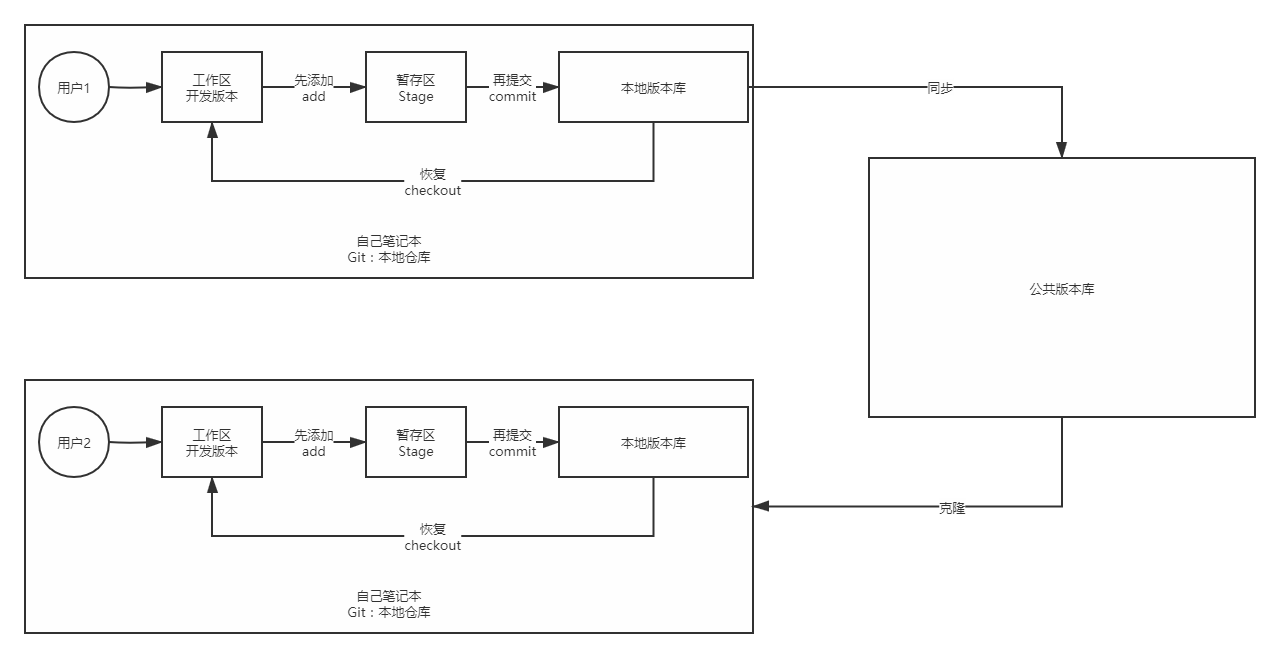 用户1
工作区
开发版本
先添加
add
暂存区
Stage
再提交
commit
本地版本库
同步
恢复
checkout
自己笔记本
Git：本地仓库
公共版本库
用户2
工作区
开发版本
先添加
add
暂存区
Stage
再提交
commit
本地版本库
克隆
恢复
checkout
自己笔记本
Git：本地仓库